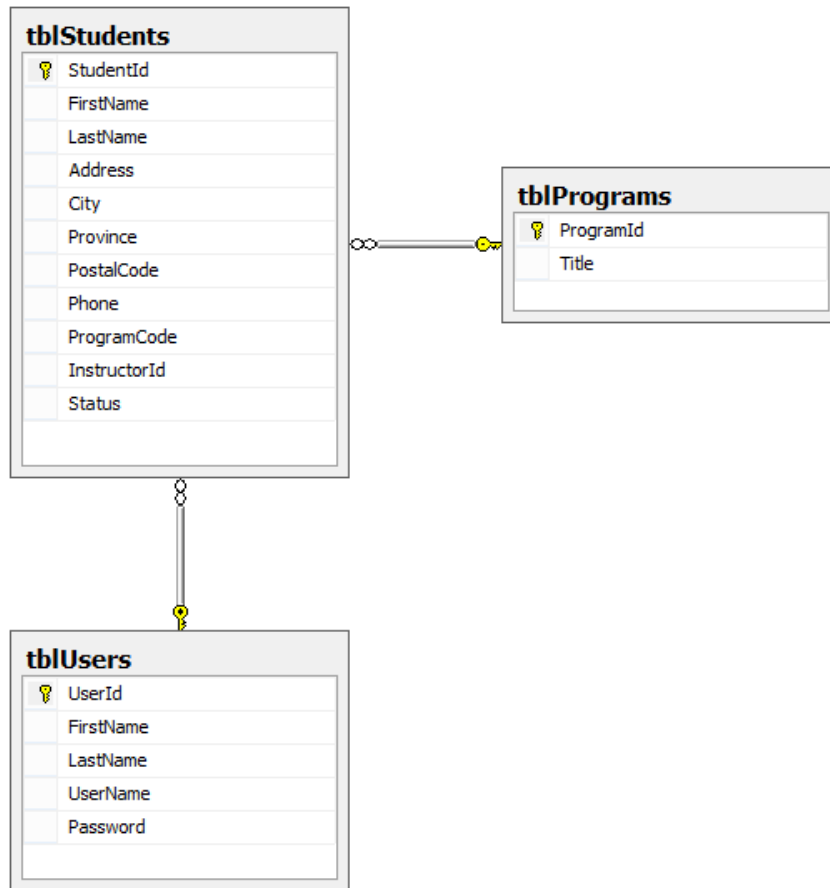 tblStudents
StudentId
FirstName
LastName
Address
City
Province
PostalCode
Phone
ProgramCode
InstructorId
Status
tblPrograms
ProgramId
Title
tblUsers
UserId
FirstName
LastName
UserName
Password